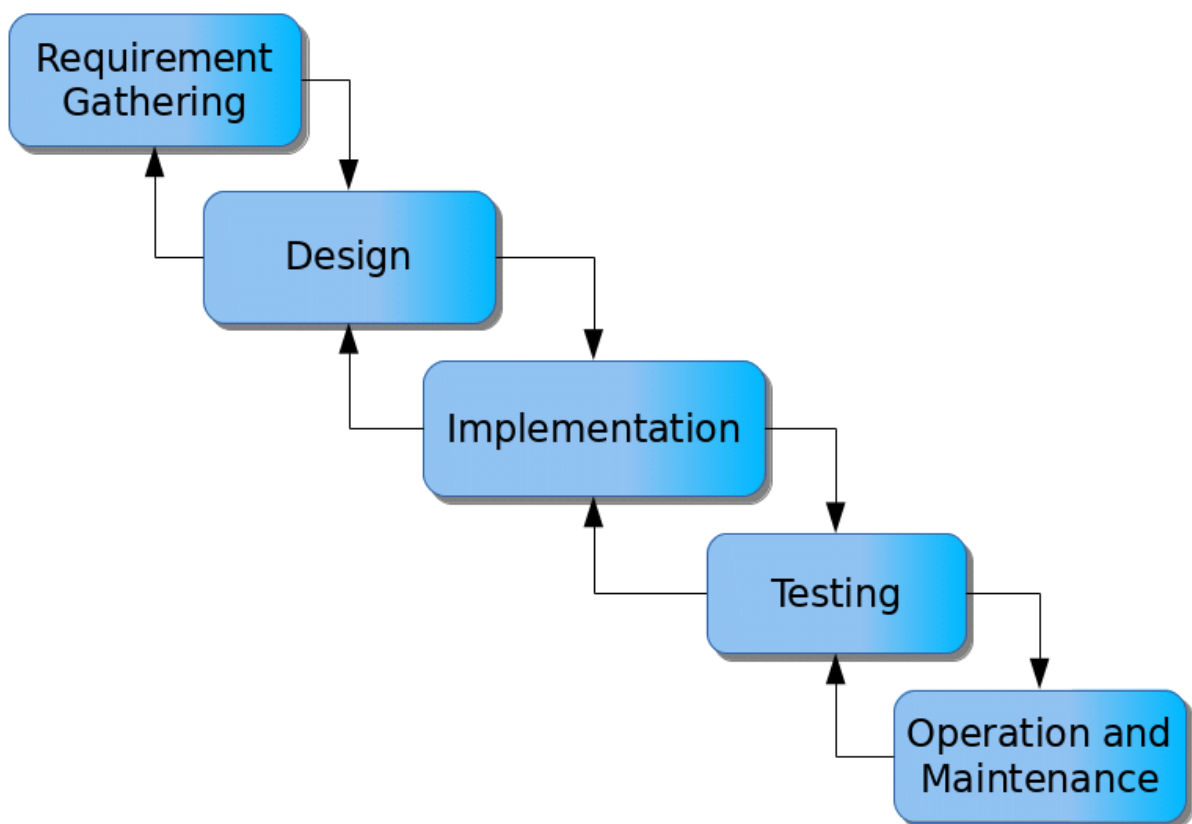 Requirement
Gathering
Design
Implementation
Testing
Operation and
Maintenance